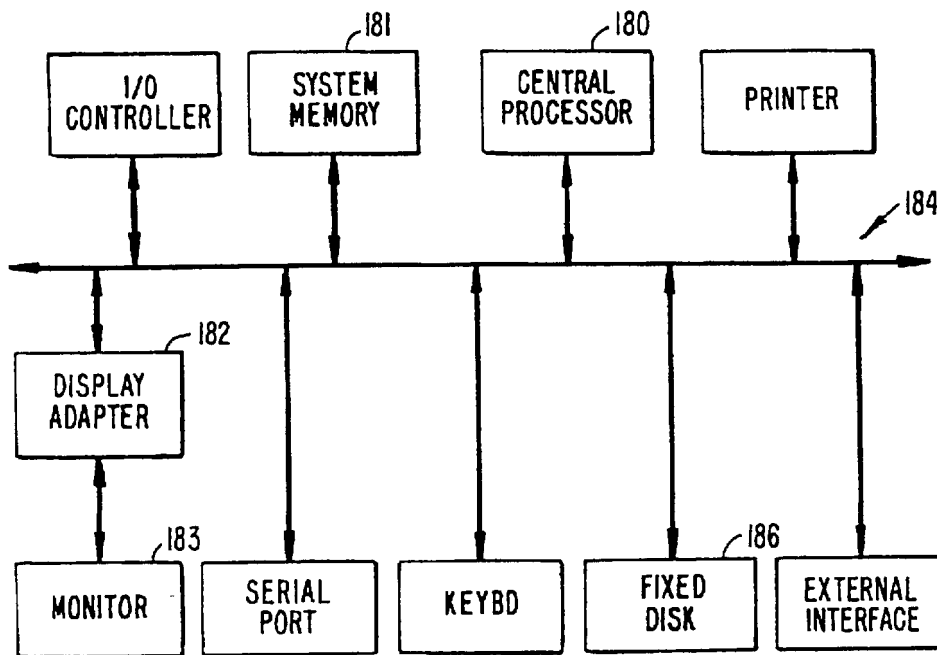 181
180
I/O
CONTROLLER
SYSTEM
MEMORY
CENTRAL
PROCESSOR
PRINTER
184
182
DISPLAY
ADAPTER
183
186
MONITOR
SERIAL
PORT
KEYBD
FIXED
DISK
EXTERNAL
INTERFACE